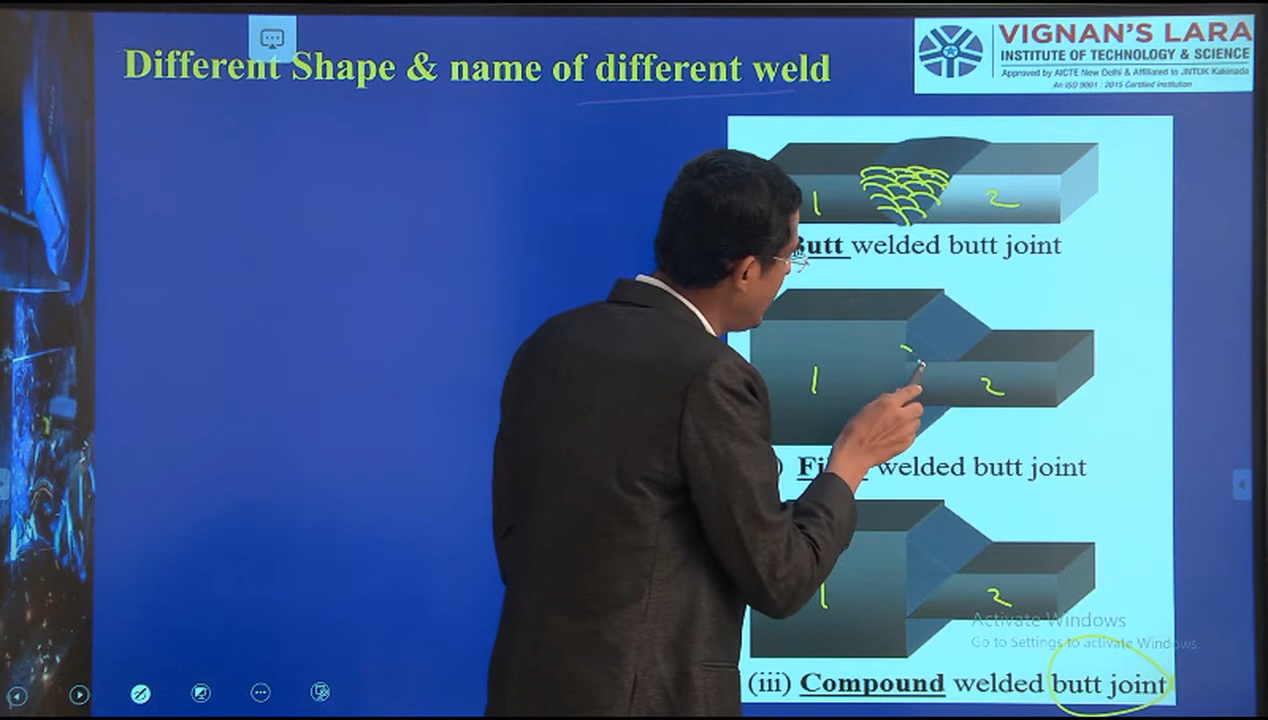 Different Shape & name of different weld
VIGNAN'S LARA
INSTITUTE OF TECHNOLOGY & SCIENCE
Approved by AICTE New Delhi & Affiliated to JNTUK Kakinada
An ISO 9001 : 2015 Certified Institution
1 2
Butt welded butt joint
1 2
welded butt joint
1 2
Activate Windows
Go to Settings to activate Windows.
(iii) Compound welded butt joint